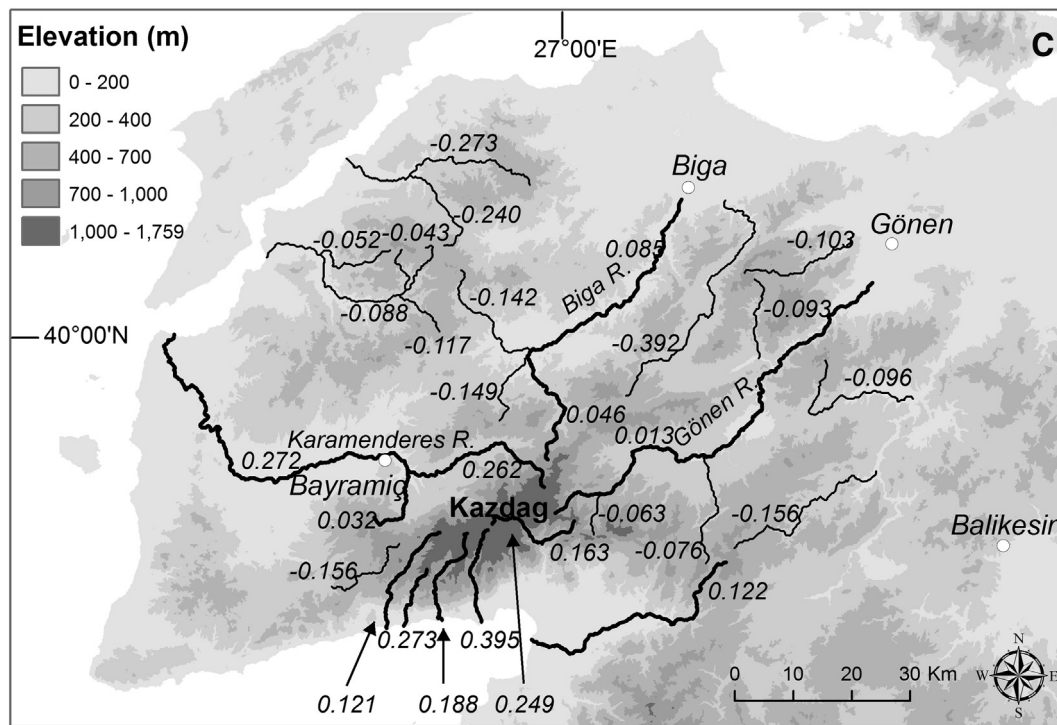 Elevation (m)
0 - 200
200 - 400
400 - 700
700 - 1,000
1,000 - 1,759
27°00'E
C
-0.273
Biga
-0.240
Gönen
-0.052
-0.043
-0.103
0.085
Biga R.
-0.142
-0.088
-0.093
40°00'N
-0.117
-0.392
-0.149
-0.096
0.046
Gönen R.
0.013
Karamenderes R.
0.272
0.262
Bayramiç
Kazdag
0.032
-0.063
-0.156
0.163
-0.076
Balikesir
-0.156
0.122
0.273
0.395
0.121
0.188
0.249
0 10 20 30 Km
N
W E
S